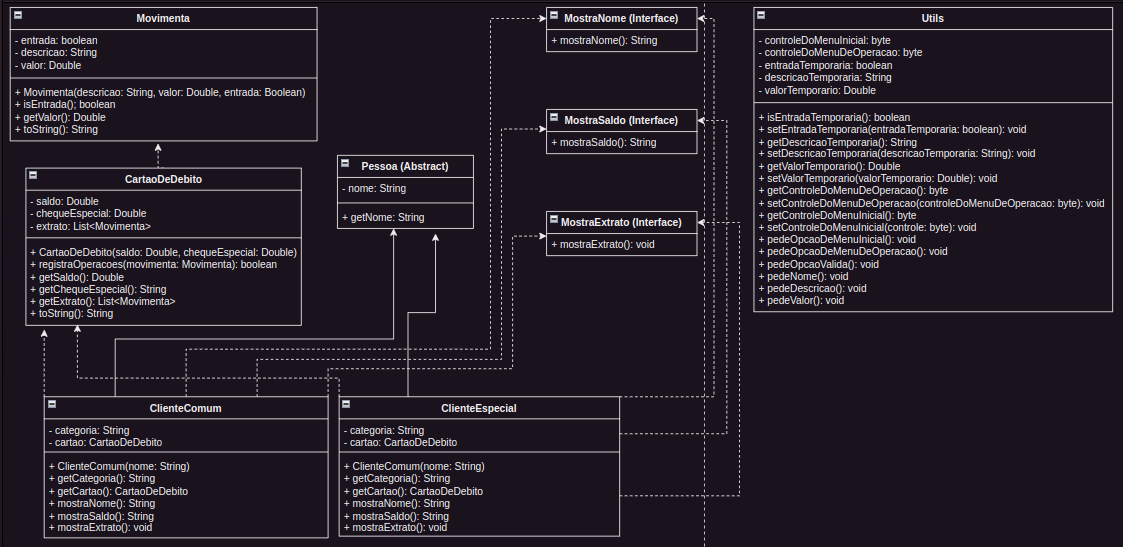 Movimenta
- entrada: boolean
- descricao: String
- valor: Double
+ Movimenta(descricao: String, valor: Double, entrada: Boolean)
+ isEntrada(); boolean
+ getValor(): Double
+ toString(): String
CartaoDeDebito
- saldo: Double
- chequeEspecial: Double
- extrato: List<Movimenta>
+ CartaoDeDebito(saldo: Double, chequeEspecial: Double)
+ registraOperacoes(movimenta: Movimenta): boolean
+ getSaldo(): Double
+ getChequeEspecial(): String
+ getExtrato(): List<Movimenta>
+ toString(): String
Pessoa (Abstract)
- nome: String
+ getNome: String
MostraNome (Interface)
+ mostraNome(): String
MostraSaldo (Interface)
+ mostraSaldo(): String
MostraExtrato (Interface)
+ mostraExtrato(): void
Utils
- controleDoMenuInicial: byte
- controleDoMenuDeOperacao: byte
- entradaTemporaria: boolean
- descricaoTemporaria: String
- valorTemporario: Double
+ isEntradaTemporaria(): boolean
+ setEntradaTemporaria(entradaTemporaria: boolean): void
+ getDescricaoTemporaria(): String
+ setDescricaoTemporaria(descricaoTemporaria: String): void
+ getValorTemporario(): Double
+ setValorTemporario(valorTemporario: Double): void
+ getControleDoMenuDeOperacao(): byte
+ setControleDoMenuDeOperacao(controleDoMenuDeOperacao: byte): void
+ getControleDoMenuInicial(): byte
+ setControleDoMenuInicial(controle: byte): void
+ pedeOpcaoDeMenuInicial(): void
+ pedeOpcaoDeMenuDeOperacao(): void
+ pedeOpcaoValida(): void
+ pedeNome(): void
+ pedeDescricao(): void
+ pedeValor(): void
ClienteComum
- categoria: String
- cartao: CartaoDeDebito
+ ClienteComum(nome: String)
+ getCategoria(): String
+ getCartao(): CartaoDeDebito
+ mostraNome(): String
+ mostraSaldo(): String
+ mostraExtrato(): void
ClienteEspecial
- categoria: String
- cartao: CartaoDeDebito
+ ClienteComum(nome: String)
+ getCategoria(): String
+ getCartao(): CartaoDeDebito
+ mostraNome(): String
+ mostraSaldo(): String
+ mostraExtrato(): void